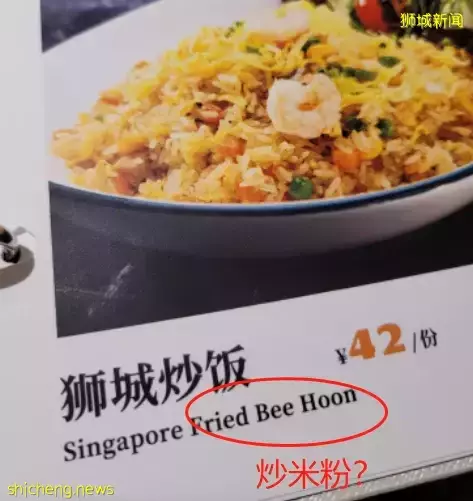 狮城新闻
狮城炒饭
¥42/份
Singapore Fried Bee Hoon
炒米粉?
shicheng.news